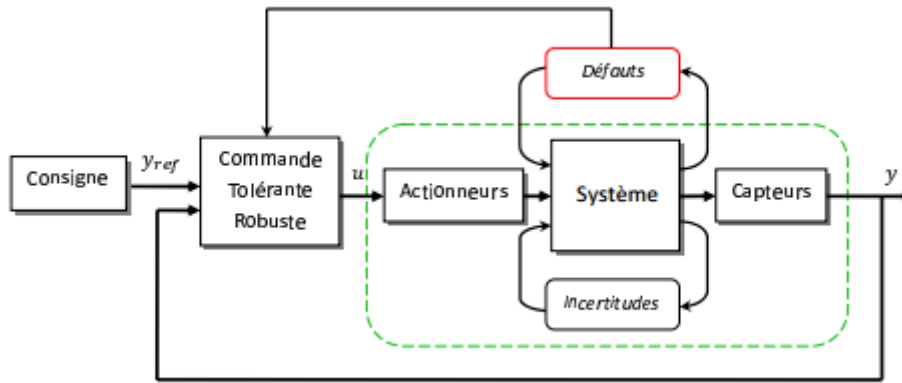 Défauts
Consigne
y_ref
Commande
Tolérante
Robuste
u
Actionneurs
Système
Capteurs
y
Incertitudes